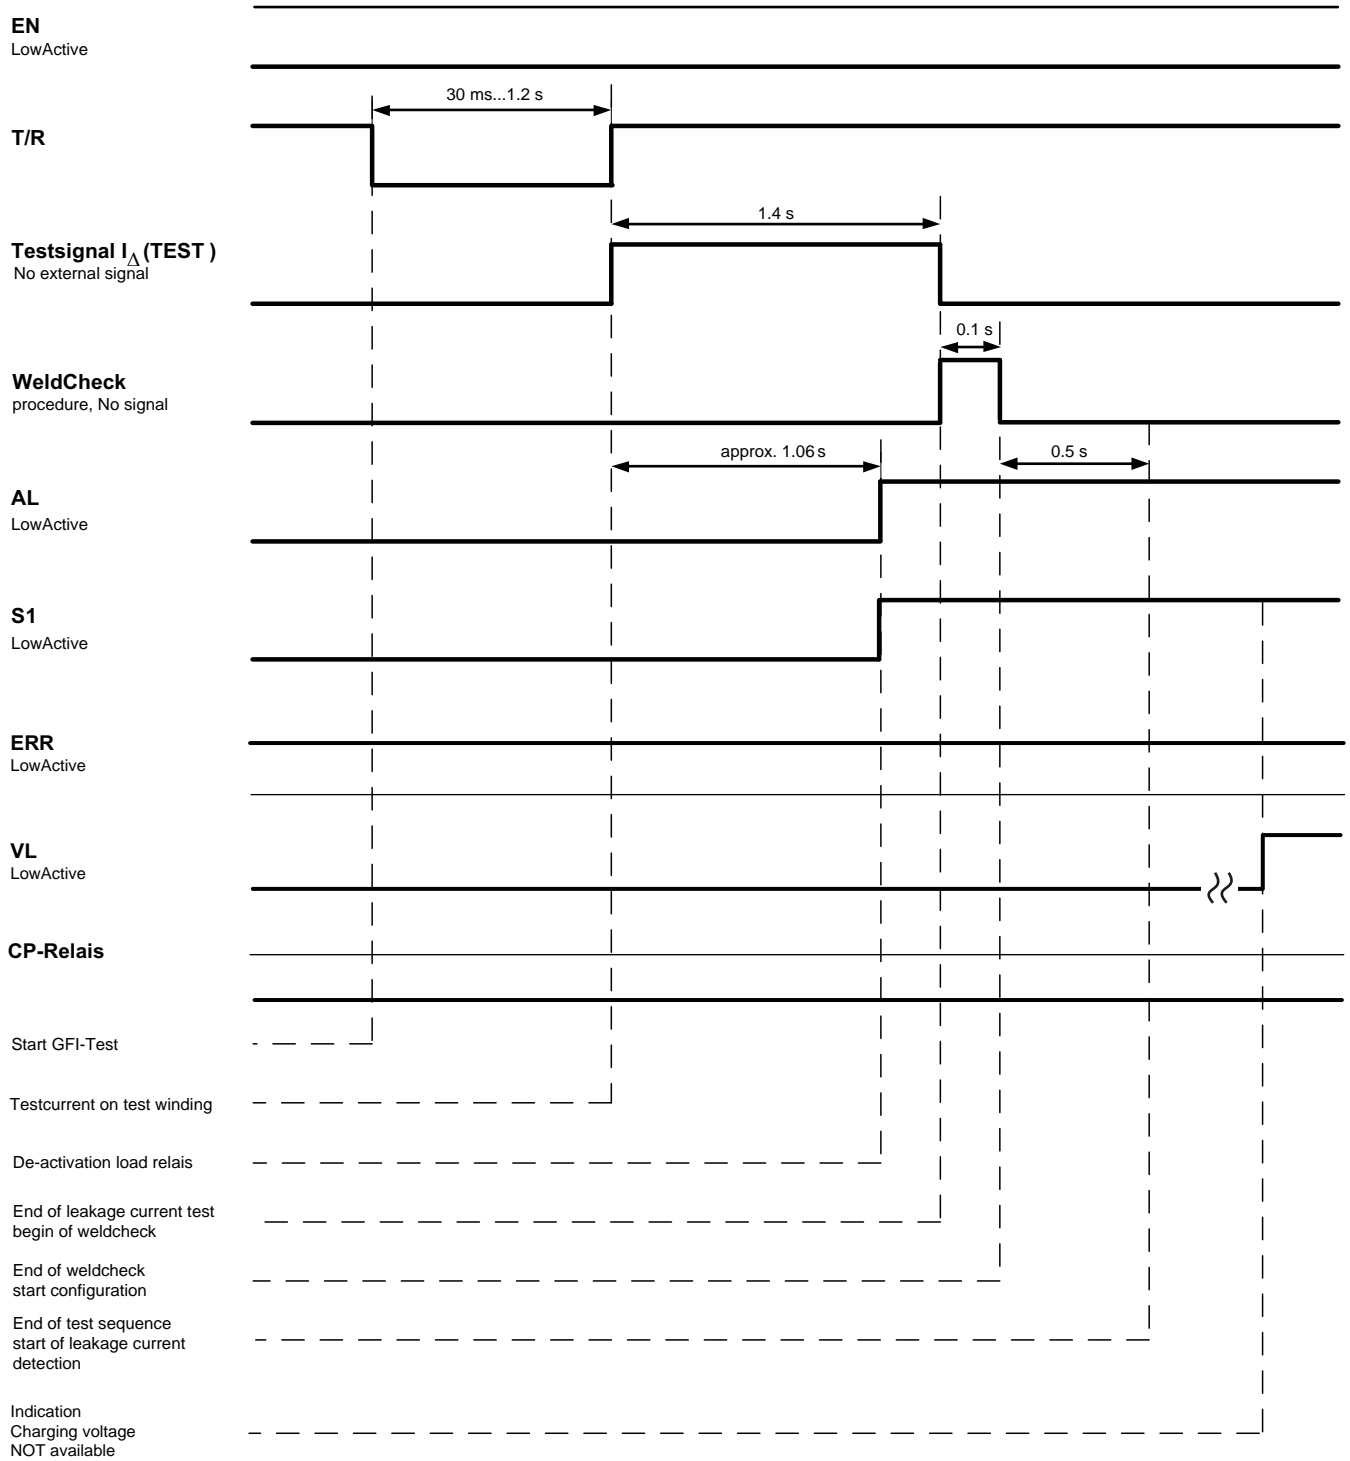 EN
LowActive
30 ms...1.2 s
T/R
1.4 s
Testsignal I Δ (TEST )
No external signal
0.1 s
WeldCheck
procedure, No signal
approx. 1.06 s
0.5 s
AL
LowActive
S1
LowActive
ERR
LowActive
VL
LowActive
CP-Relais
Start GFI-Test
Testcurrent on test winding
De-activation load relais
End of leakage current test
begin of weldcheck
End of weldcheck
start configuration
End of test sequence
start of leakage current
detection
Indication
Charging voltage
NOT available